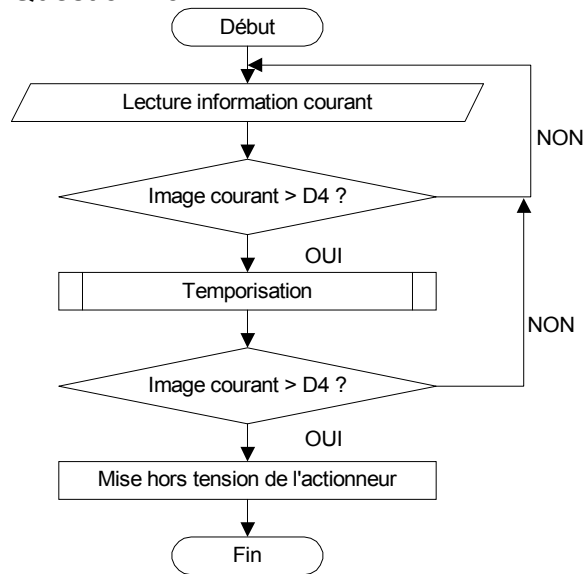 Début
Lecture information courant
NON
Image courant > D4 ?
OUI
Temporisation
NON
Image courant > D4 ?
OUI
Mise hors tension de l'actionneur
Fin